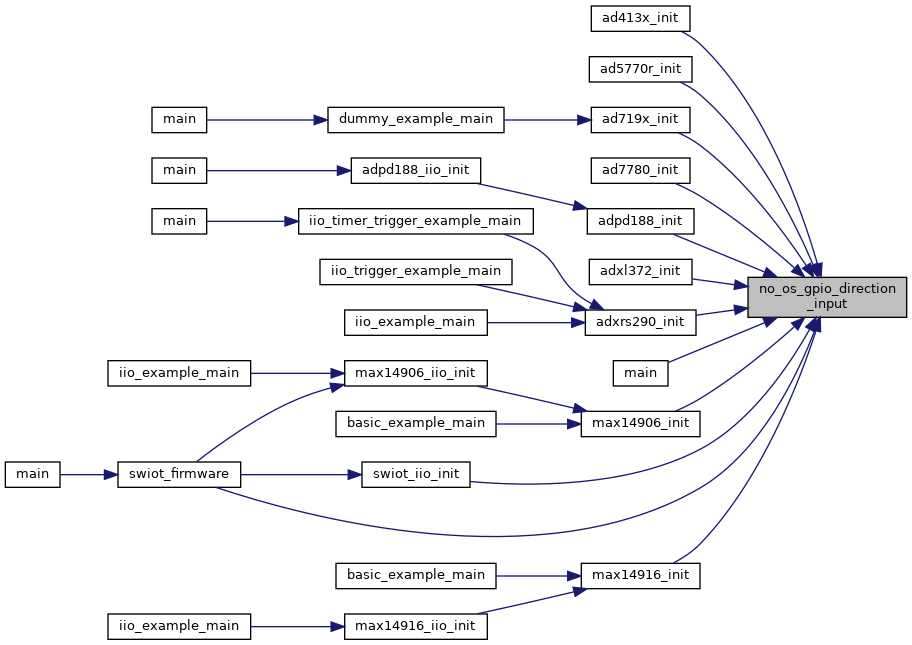 ad413x_init
ad5770r_init
main
dummy_example_main
ad719x_init
main
adpd188_iio_init
ad7780_init
main
iio_timer_trigger_example_main
adpd188_init
iio_trigger_example_main
adxl372_init
no_os_gpio_direction
_input
iio_example_main
adxrs290_init
iio_example_main
max14906_iio_init
main
basic_example_main
max14906_init
main
swiot_firmware
swiot_iio_init
basic_example_main
max14916_init
iio_example_main
max14916_iio_init